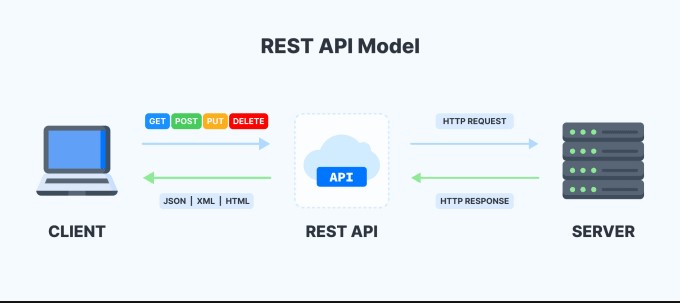 REST API Model
GET POST PUT DELETE
HTTP REQUEST
API
JSON | XML | HTML
HTTP RESPONSE
CLIENT
REST API
SERVER